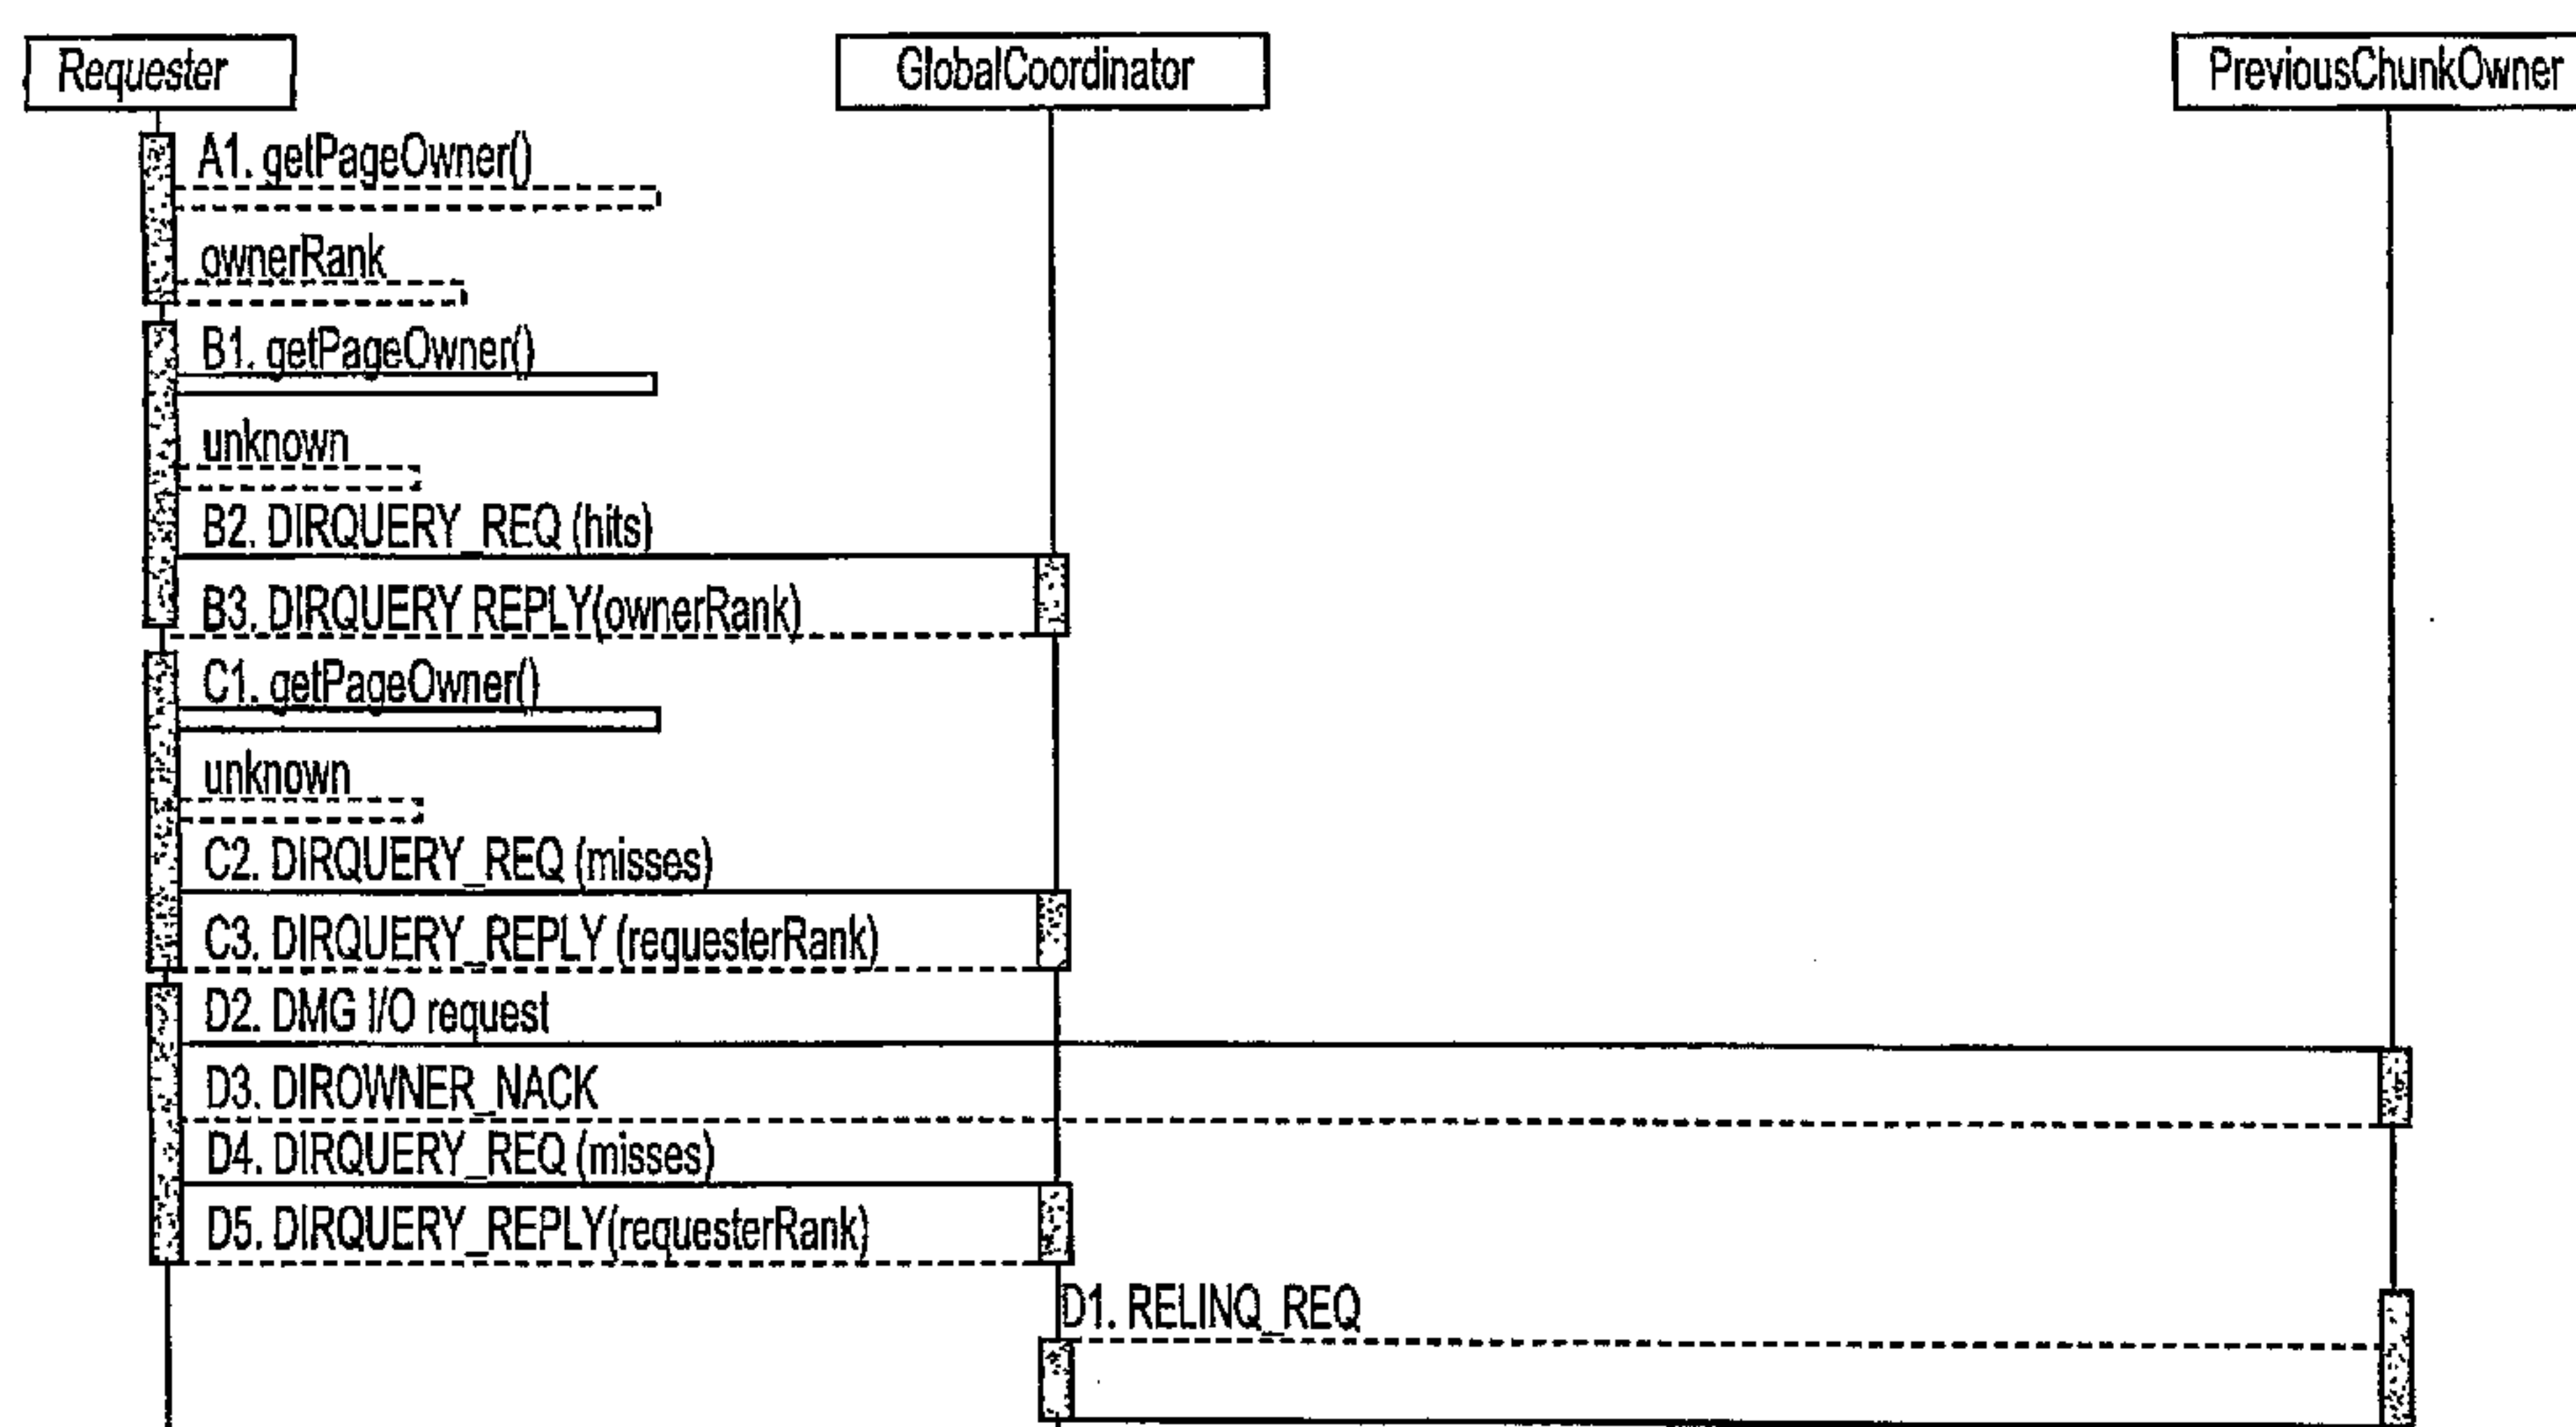 Requester
GlobalCoordinator
PreviousChunkOwner
A1. getPageOwner()
ownerRank
B1. getPageOwner()
unknown
B2. DIRQUERY_REQ (hits)
B3. DIRQUERY REPLY(ownerRank)
C1. getPageOwner()
unknown
C2. DIRQUERY_REQ (misses)
C3. DIRQUERY_REPLY (requesterRank)
D2. DMG I/O request
D3. DIROWNER_NACK
D4. DIRQUERY_REQ (misses)
D5. DIRQUERY_REPLY(requesterRank)
D1. RELINQ_REQ